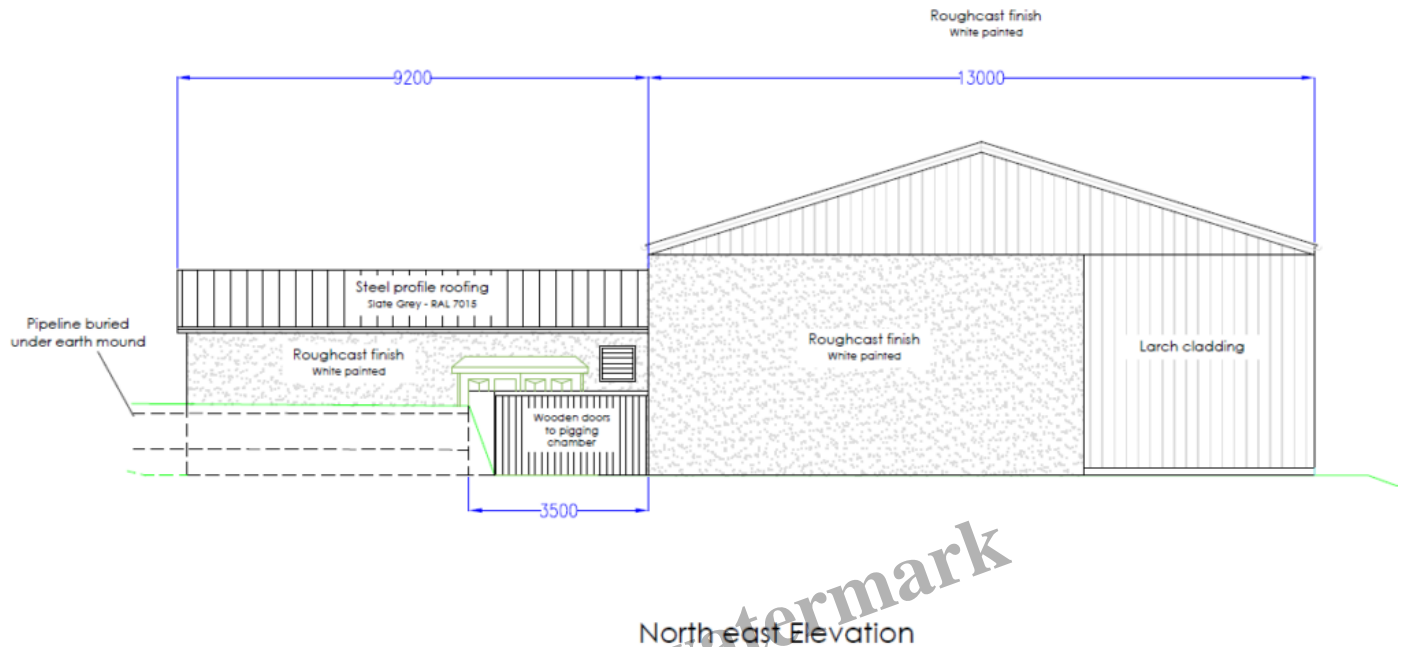 Roughcast finish
White painted
9200
13000
Steel profile roofing
Slate Grey - RAL 7015
Pipeline buried
under earth mound
Roughcast finish
White painted
Roughcast finish
White painted
Larch cladding
Wooden doors
to pigging
chamber
3500
watermark
North east Elevation